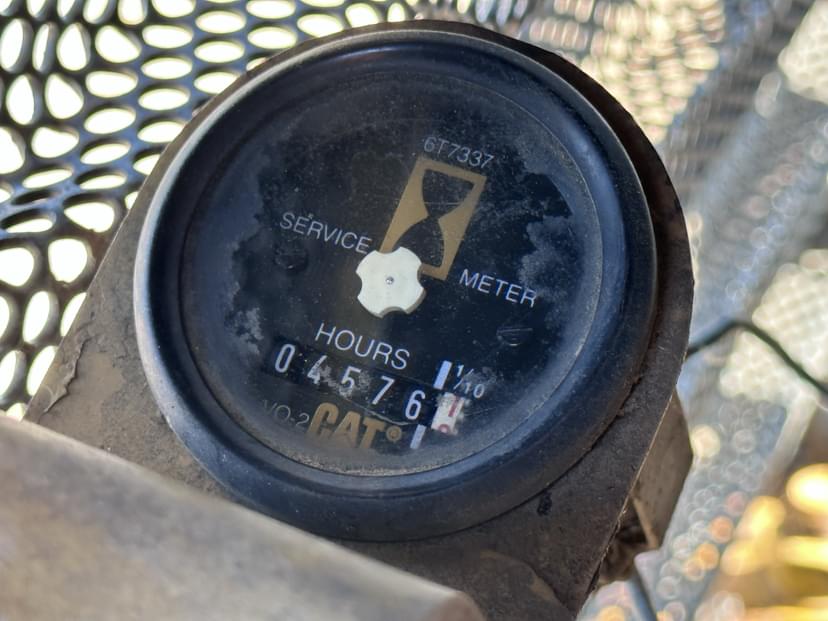 6T7337
SERVICE METER
HOURS
1/10
04576
CAT